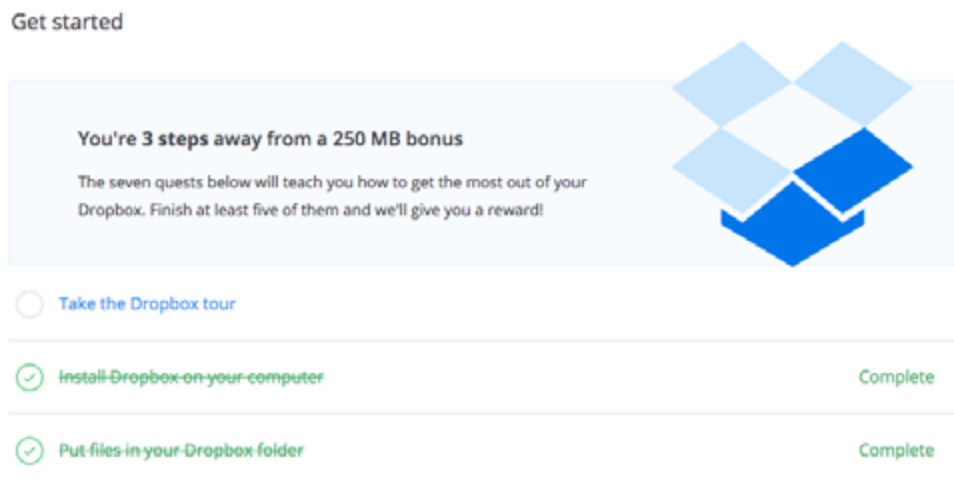 Get started
You're 3 steps away from a 250 MB bonus
The seven quests below will teach you how to get the most out of your
Dropbox. Finish at least five of them and we'll give you a reward!
Take the Dropbox tour
Install Dropbox on your computer Complete
Put files in your Dropbox folder Complete